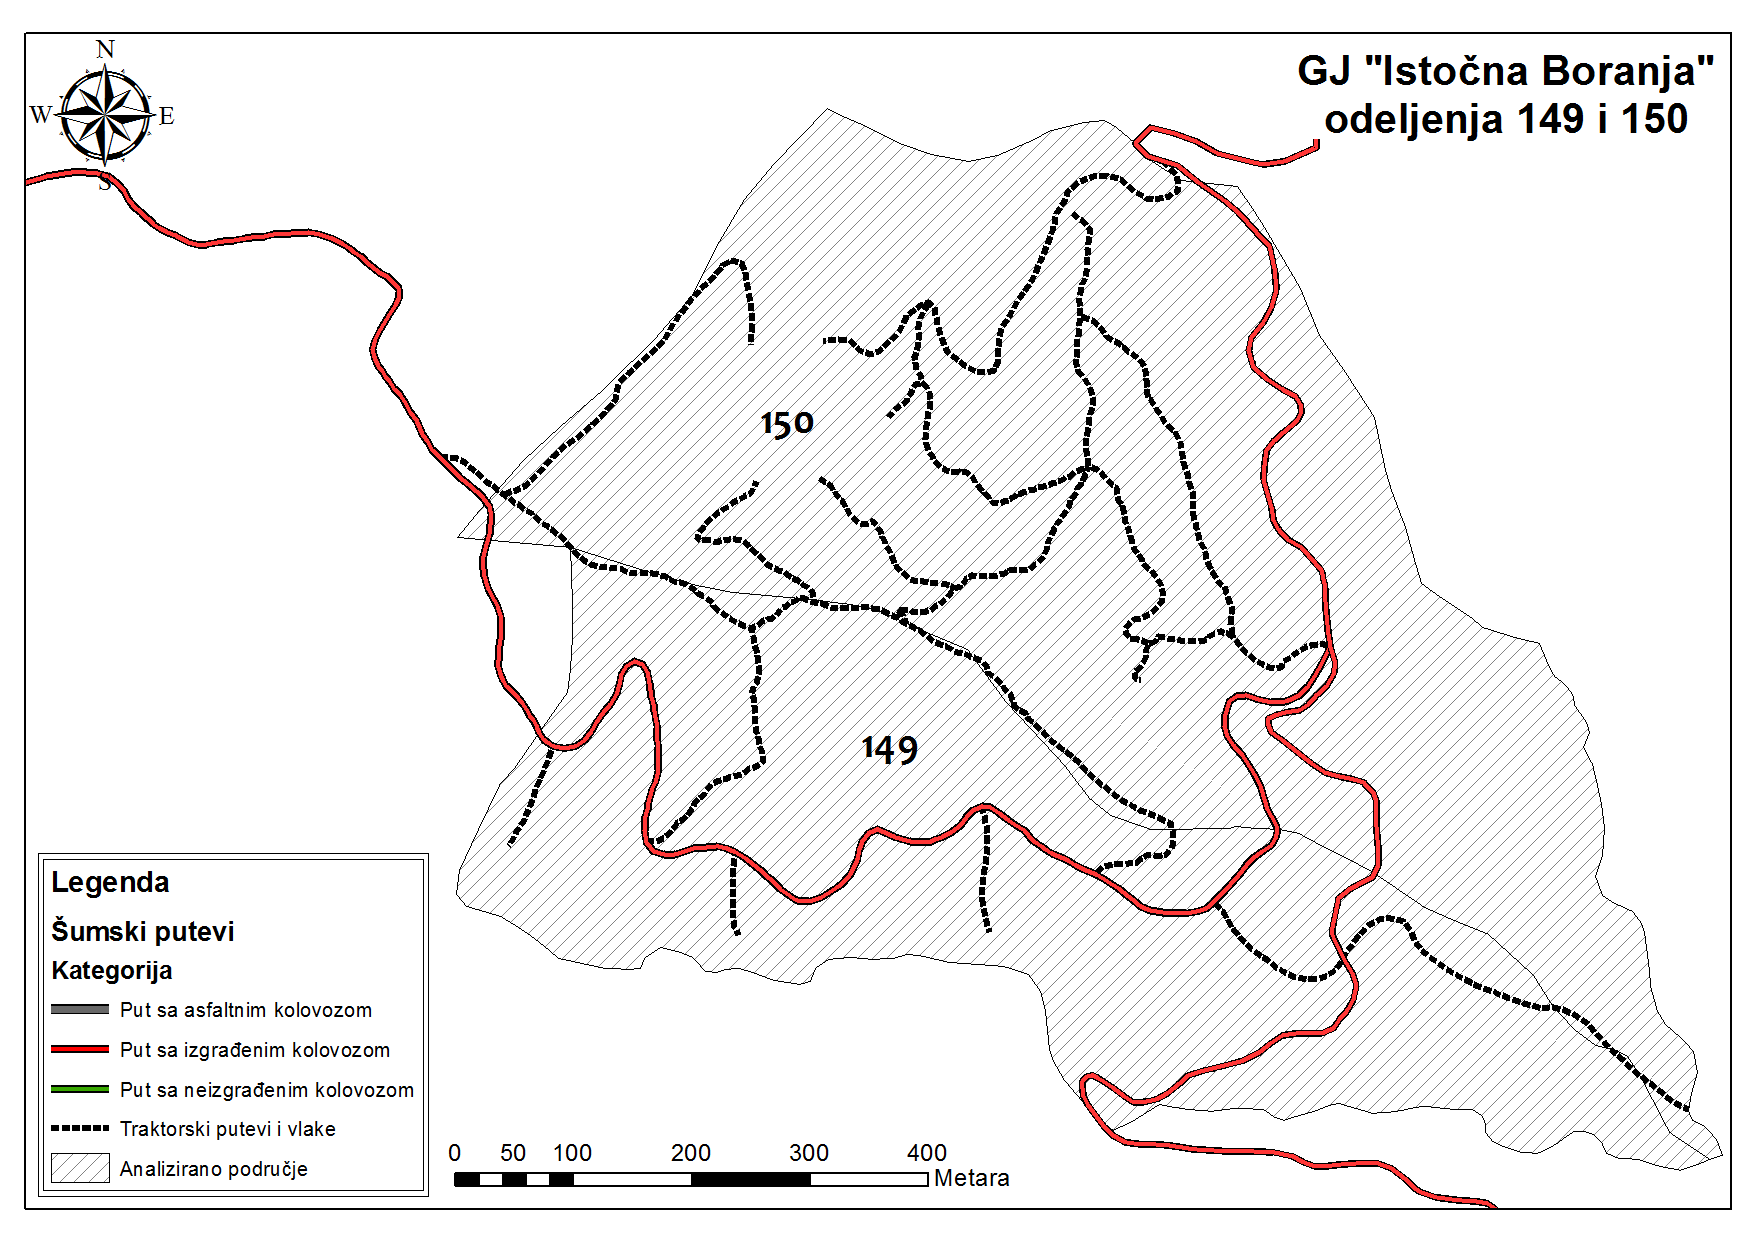 N
W E
S
GJ "Istočna Boranja"
odeljenja 149 i 150
150
149
Legenda
Šumski putevi
Kategorija
Put sa asfaltnim kolovozom
Put sa izgrađenim kolovozom
Put sa neizgrađenim kolovozom
Traktorski putevi i vlake
Analizirano područje
0 50 100 200 300 400
Metara